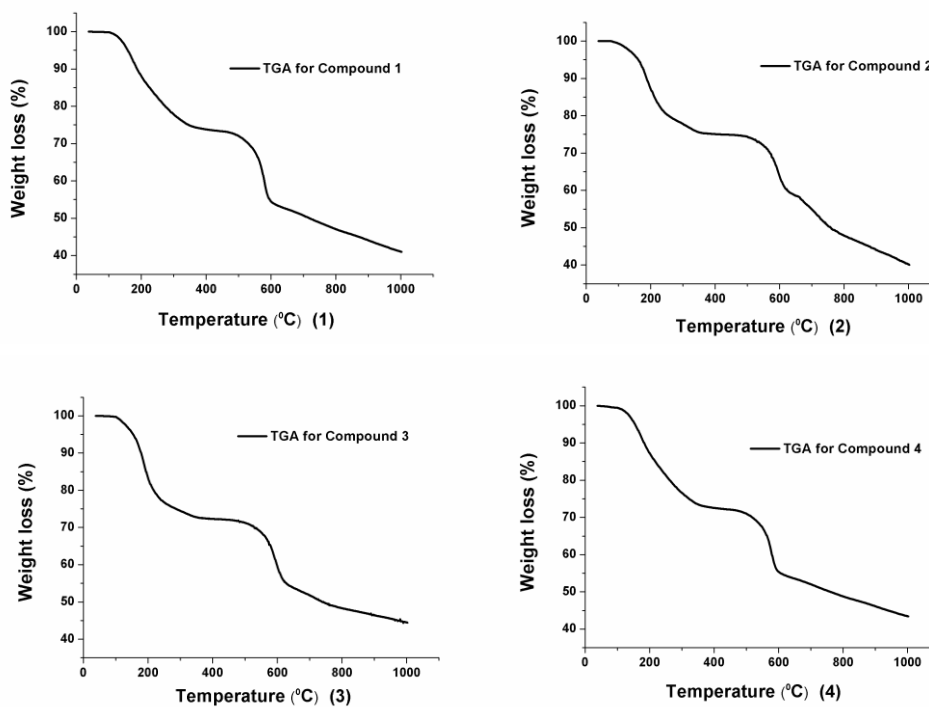 100
90
80
70
60
50
40
Weight loss (%)
TGA for Compound 1
0 200 400 600 800 1000
Temperature (⁰C) (1)
100
90
80
70
60
50
40
Weight loss (%)
TGA for Compound 2
0 200 400 600 800 1000
Temperature (⁰C) (2)
100
90
80
70
60
50
40
Weight loss (%)
TGA for Compound 3
0 200 400 600 800 1000
Temperature (⁰C) (3)
100
90
80
70
60
50
40
Weight loss (%)
TGA for Compound 4
0 200 400 600 800 1000
Temperature (⁰C) (4)